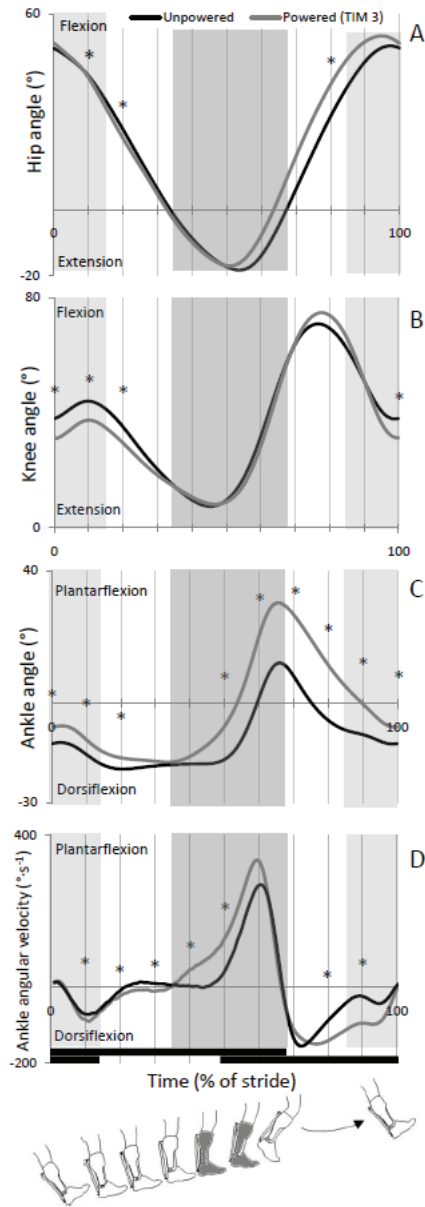 Unpowered Powered (TIM 3)
60
Flexion
A
*
*
*
Hip angle (°)
0 100
Extension
-20
80
Flexion
B
* * * *
Knee angle (°)
Extension
0
0 100
40
Plantarflexion
C
* * * * * * * * *
Ankle angle (°)
0 100
Dorsiflexion
-30
400
Plantarflexion
D
* * * * * * *
Ankle angular velocity (°·s-1)
0 100
Dorsiflexion
-200
Time (% of stride)